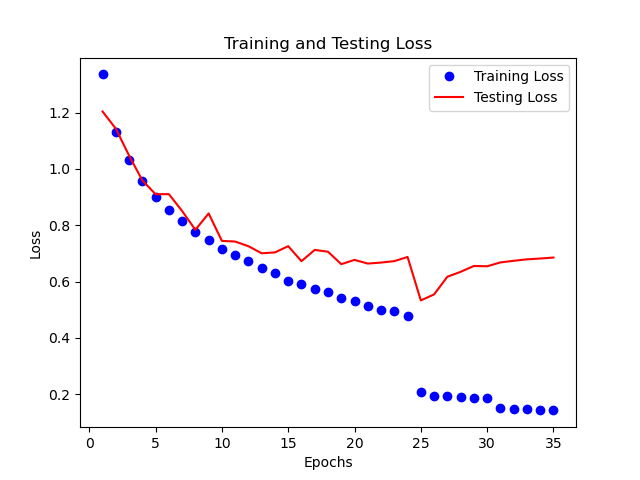 Training and Testing Loss
Training Loss
Testing Loss
Loss
1.2
1.0
0.8
0.6
0.4
0.2
0 5 10 15 20 25 30 35
Epochs